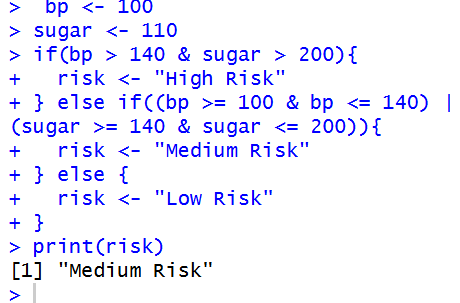 >  bp <- 100
> sugar <- 110
> if(bp > 140 & sugar > 200){
+   risk <- "High Risk"
+ } else if((bp >= 100 & bp <= 140) |
(sugar >= 140 & sugar <= 200)){
+   risk <- "Medium Risk"
+ } else {
+   risk <- "Low Risk"
+ }
> print(risk)
[1] "Medium Risk"
>